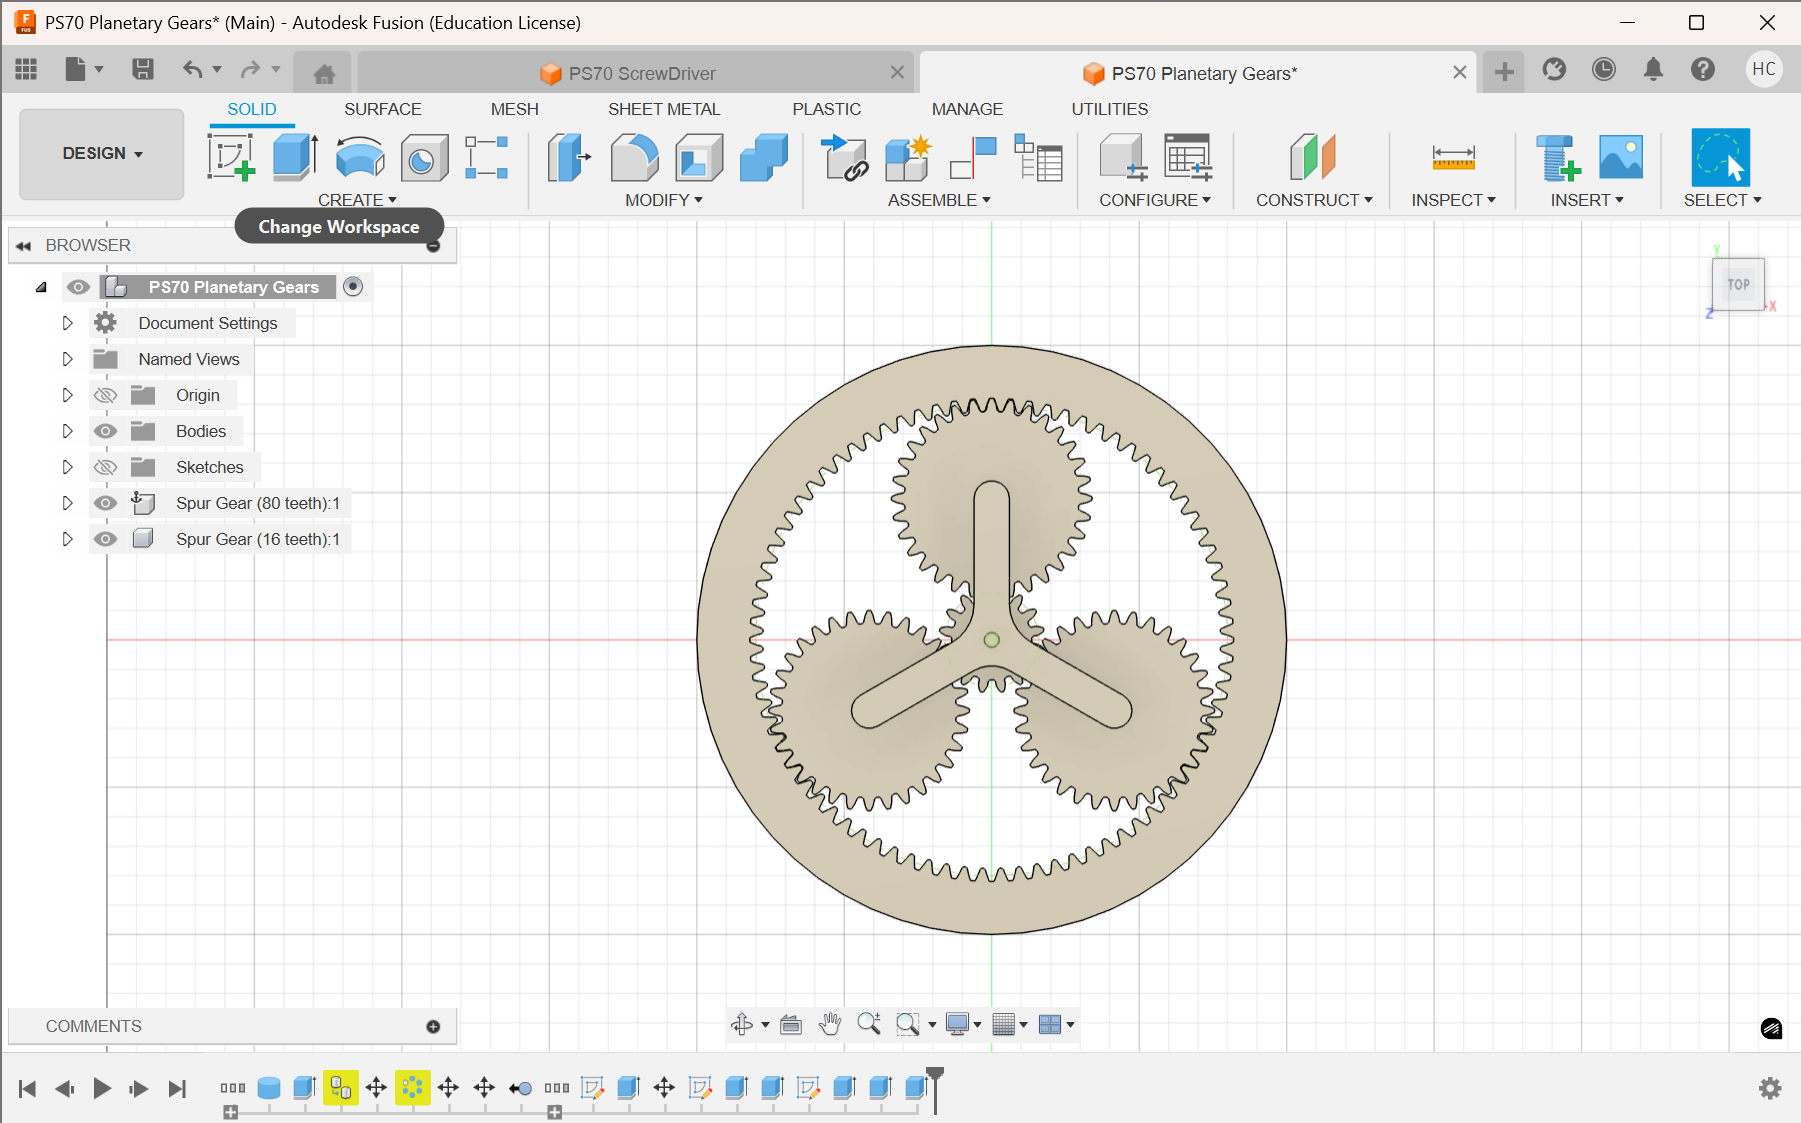 PS70 Planetary Gears* (Main) - Autodesk Fusion (Education License)
PS70 ScrewDriver
PS70 Planetary Gears*
HC
SOLID SURFACE MESH SHEET METAL PLASTIC MANAGE UTILITIES
DESIGN
CREATE MODIFY ASSEMBLE CONFIGURE CONSTRUCT INSPECT INSERT SELECT
Change Workspace
BROWSER
PS70 Planetary Gears
Document Settings
Named Views
Origin
Bodies
Sketches
Spur Gear (80 teeth):1
Spur Gear (16 teeth):1
Y
TOP
X
Z
COMMENTS